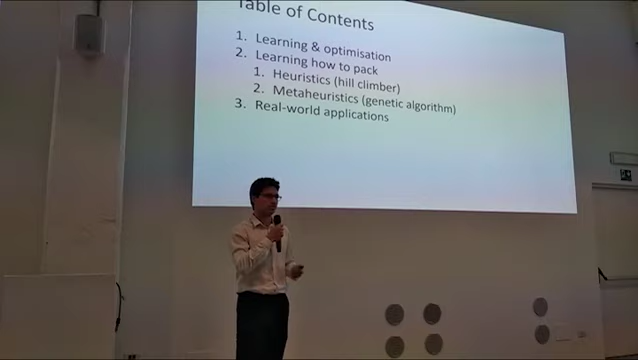 Table of Contents
1. Learning & optimisation
2. Learning how to pack
1. Heuristics (hill climber)
2. Metaheuristics (genetic algorithm)
3. Real-world applications